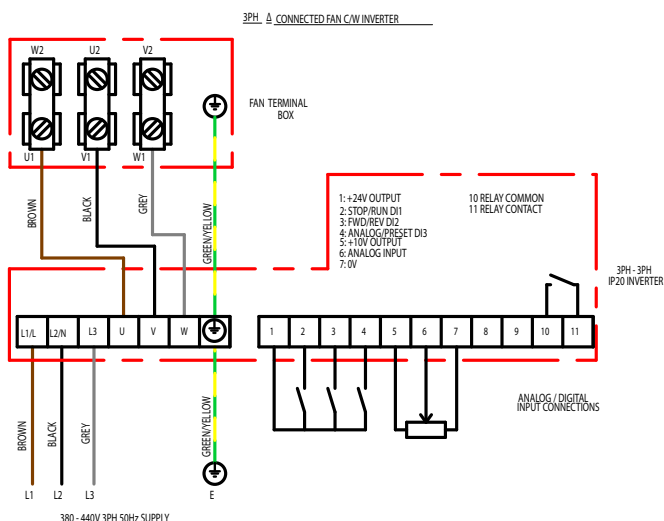 3PH Δ CONNECTED FAN C/W INVERTER
W2 U2 V2
FAN TERMINAL
BOX
U1 V1 W1
BROWN
BLACK
GREY
GREEN/YELLOW
1: +24V OUTPUT
2: STOP/RUN DI1
3: FWD/REV DI2
4: ANALOG/PRESET DI3
5: +10V OUTPUT
6: ANALOG INPUT
7: 0V
10 RELAY COMMON
11 RELAY CONTACT
3PH - 3PH
IP20 INVERTER
L1/L L2/N L3 U V W
1 2 3 4 5 6 7 8 9 10 11
BROWN
BLACK
GREY
GREEN/YELLOW
ANALOG / DIGITAL
INPUT CONNECTIONS
L1 L2 L3 E
380 - 440V 3PH 50Hz SUPPLY